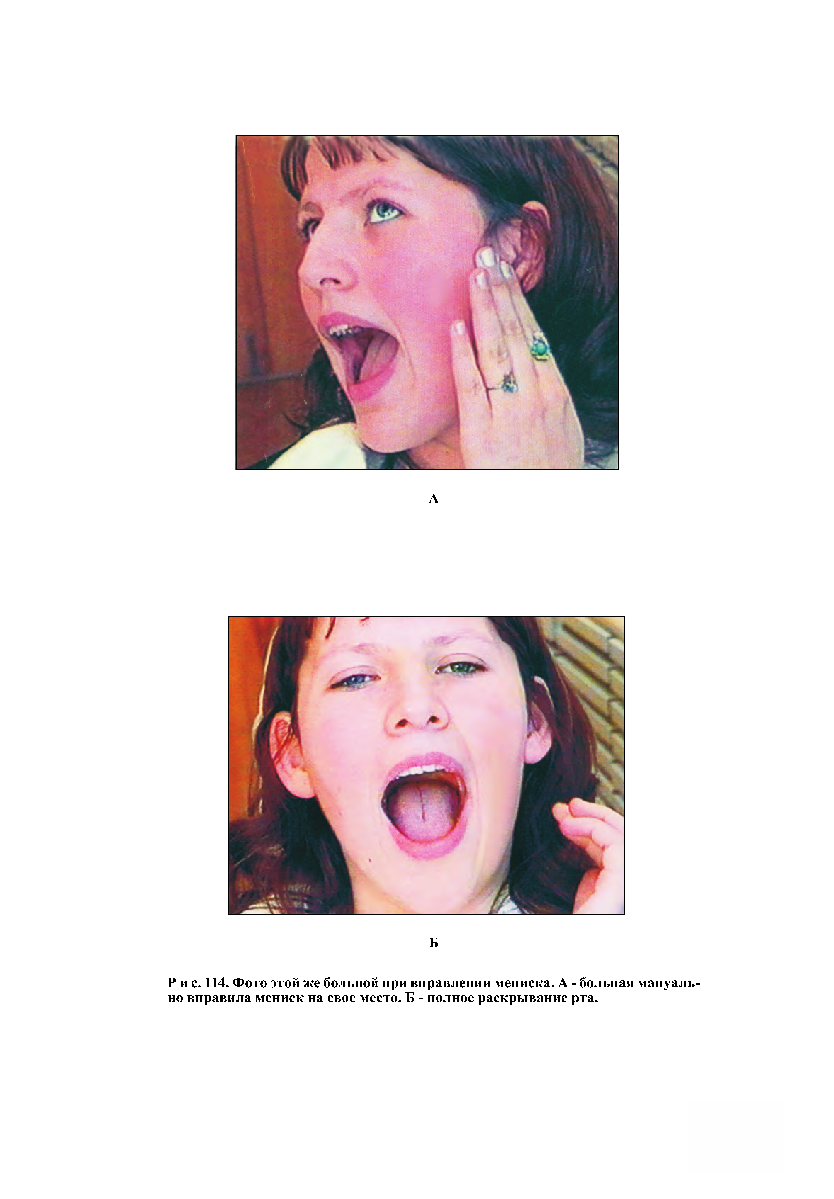 А
Б
Р и с. 114. Фото этой же больной при вправлении мениска. А - больная мануаль-
но вправила мениск на свое место. Б - полное раскрывание рта.